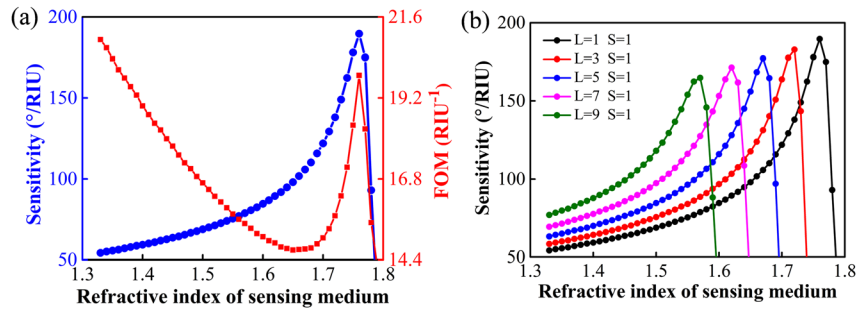 (a)
200
150
100
50
Sensitivity (°/RIU)
21.6
19.2
16.8
14.4
FOM (RIU⁻¹)
1.3 1.4 1.5 1.6 1.7 1.8
Refractive index of sensing medium
(b)
200
150
100
50
Sensitivity (°/RIU)
L=1 S=1
L=3 S=1
L=5 S=1
L=7 S=1
L=9 S=1
1.3 1.4 1.5 1.6 1.7 1.8
Refractive index of sensing medium